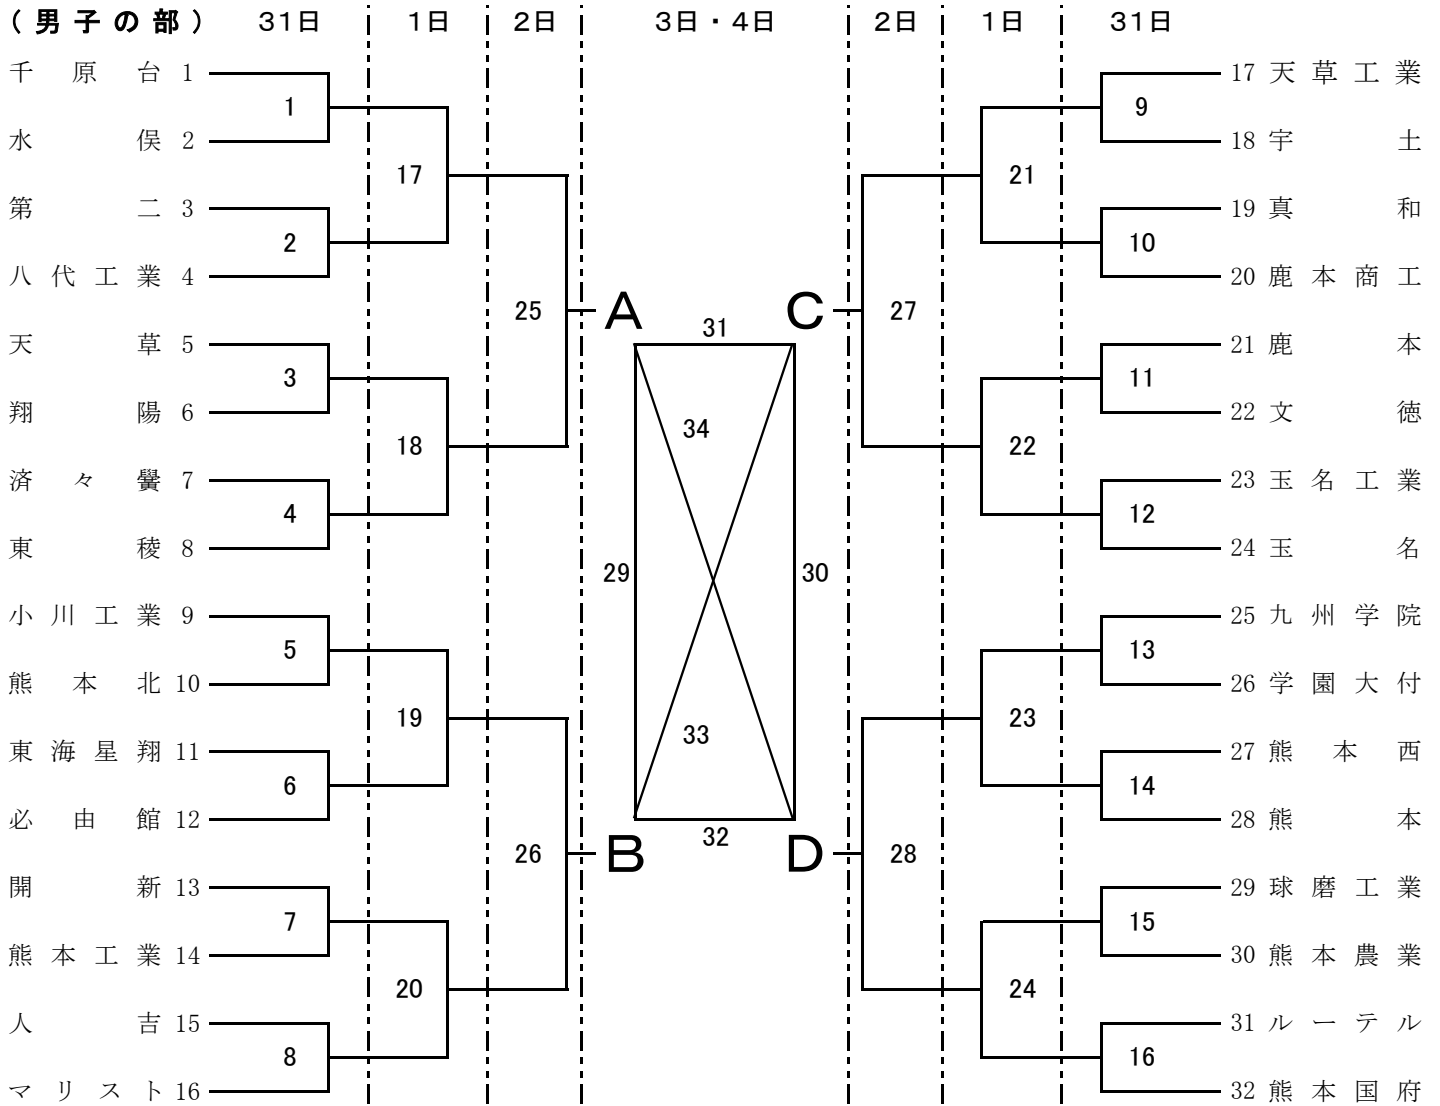 （男子の部） 31日 1日 2日 3日・4日 2日 1日 31日
千原台 1 17 天草工業
1 9
水俣 2 18 宇土
17 21
第二 3 19 真和
2 10
八代工業 4 20 鹿本商工
25 A C 27
31
天草 5 21 鹿本
3 11
翔陽 6 22 文徳
34
18 22
済々黌 7 23 玉名工業
4 12
東稜 8 24 玉名
29 30
小川工業 9 25 九州学院
5 13
熊本北 10 26 学園大付
19 23
33
東海星翔 11 27 熊本西
6 14
必由館 12 28 熊本
32
26 B D 28
開新 13 29 球磨工業
7 15
熊本工業 14 30 熊本農業
20 24
人吉 15 31 ルーテル
8 16
マリスト 16 32 熊本国府